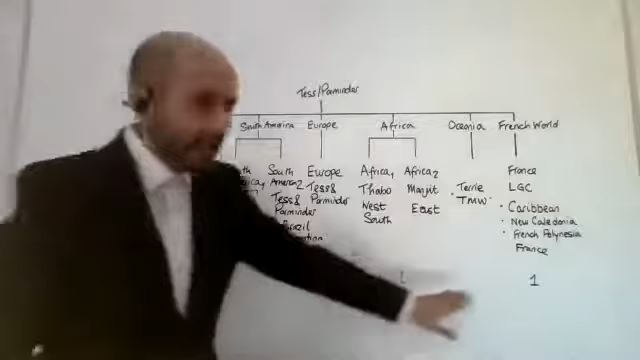 Tess/Parminder
South America Europe Africa Oceania French World
South America 2
Tess & Parminder
Brazil
Europe
Tess & Parminder
Africa 1
Thabo
West
South
Africa 2
Manjit
East
Terrie
TMW
France
LGC
• Caribbean
• New Caledonia
• French Polynesia
France
1